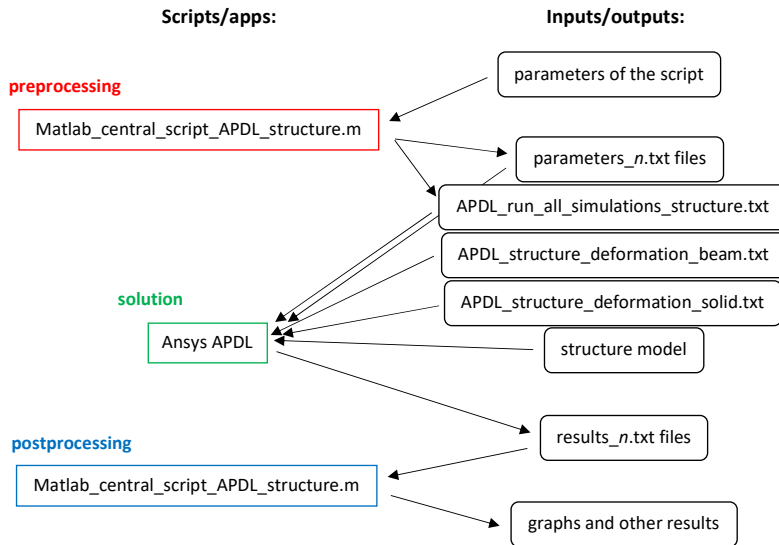 Scripts/apps:
Inputs/outputs:
parameters of the script
preprocessing
Matlab_central_script_APDL_structure.m
parameters_n.txt files
APDL_run_all_simulations_structure.txt
APDL_structure_deformation_beam.txt
solution
APDL_structure_deformation_solid.txt
Ansys APDL
structure model
postprocessing
results_n.txt files
Matlab_central_script_APDL_structure.m
graphs and other results